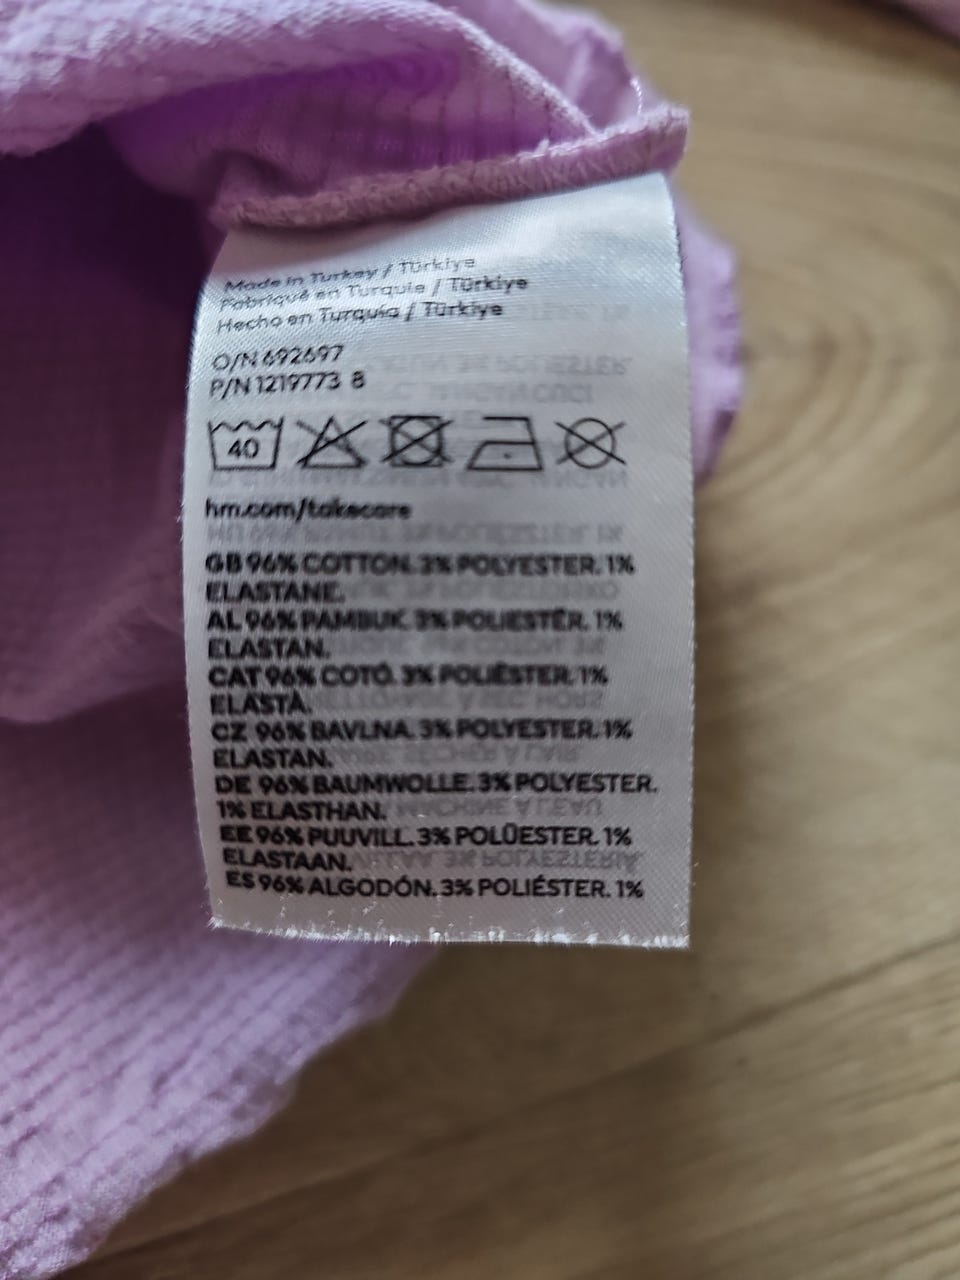 Made in Turkey / Türkiye
Fabriqué en Turquie / Türkiye
Hecho en Turquía / Türkiye
O/N 692697
P/N 1219773 8
40
hm.com/takecare
GB 96% COTTON. 3% POLYESTER. 1%
ELASTANE.
AL 96% PAMBUK. 3% POLIESTËR. 1%
ELASTAN.
CAT 96% COTÓ. 3% POLIÈSTER. 1%
ELASTÀ.
CZ 96% BAVLNA. 3% POLYESTER. 1%
ELASTAN.
DE 96% BAUMWOLLE. 3% POLYESTER.
1% ELASTHAN.
EE 96% PUUVILL. 3% POLÜESTER. 1%
ELASTAAN.
ES 96% ALGODÓN. 3% POLIÉSTER. 1%